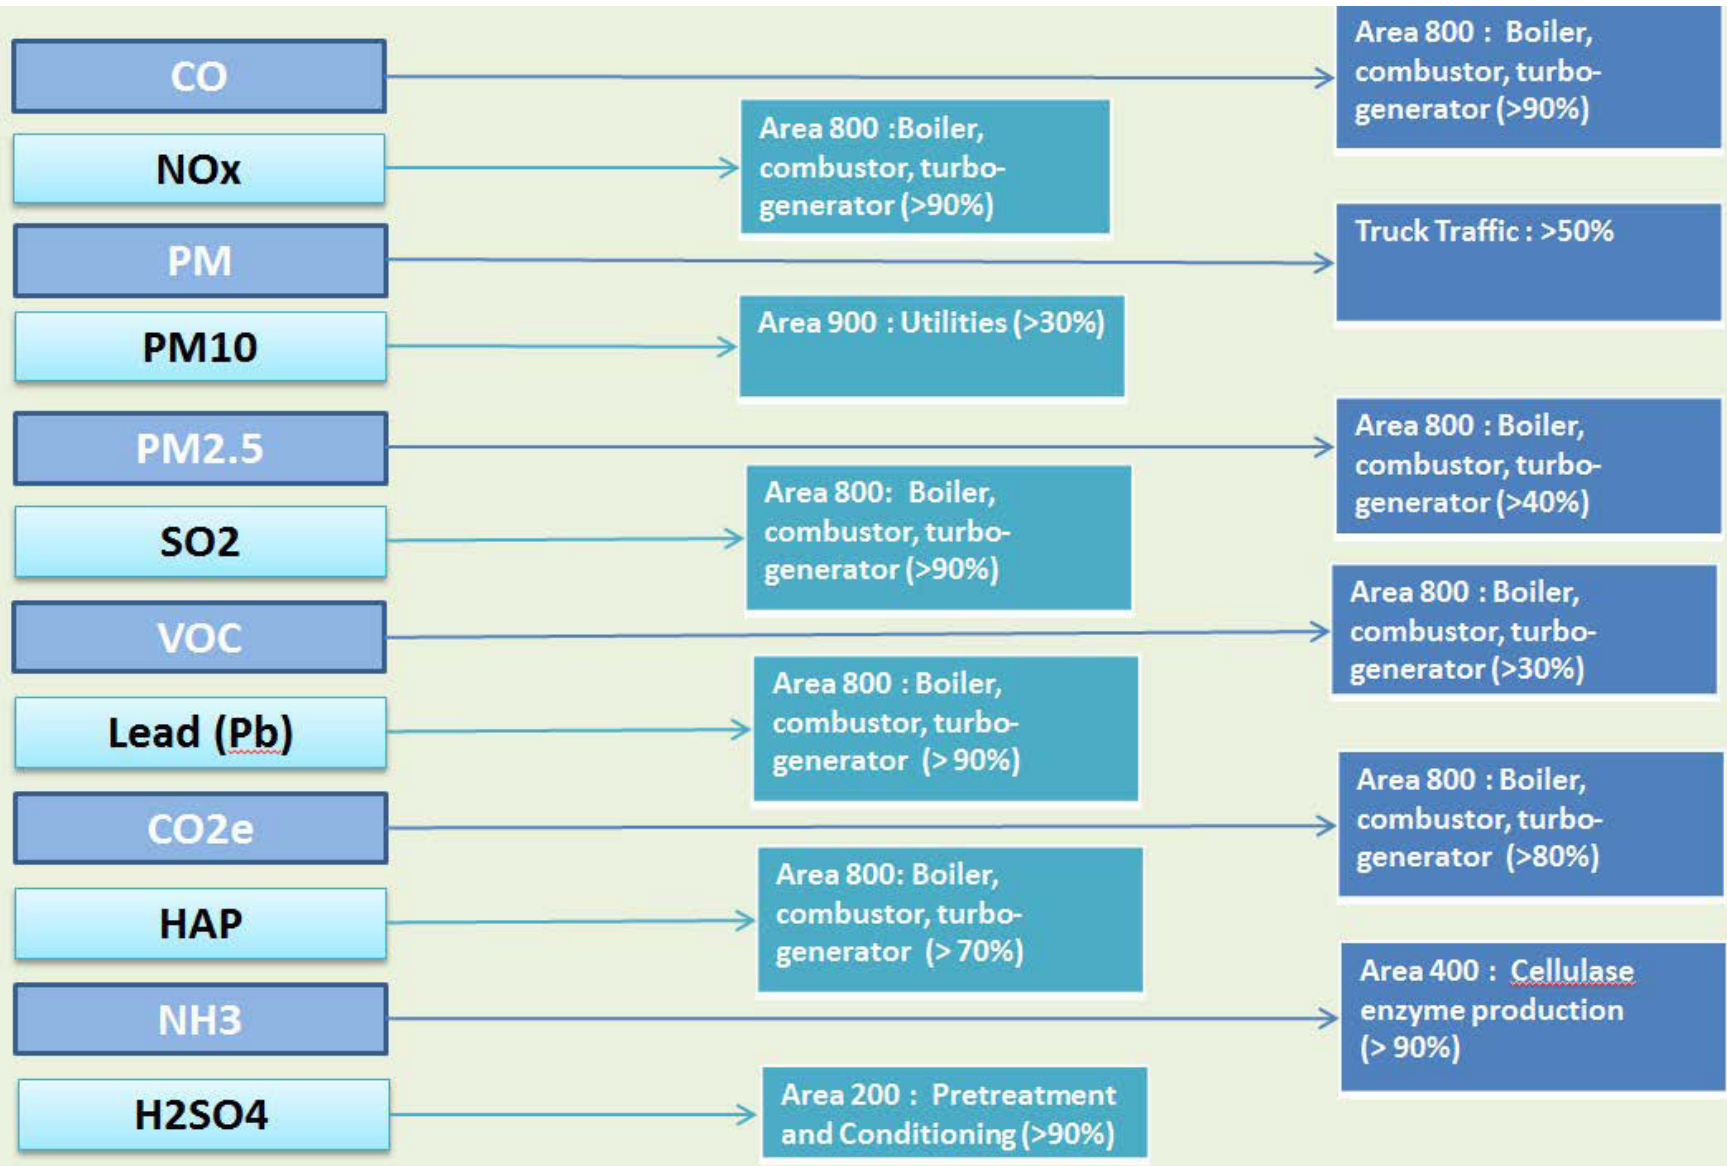 CO
Area 800 :  Boiler,
combustor, turbo-
generator (>90%)
NOx
Area 800 :Boiler,
combustor, turbo-
generator (>90%)
PM
Truck Traffic : >50%
PM10
Area 900 : Utilities (>30%)
PM2.5
Area 800 : Boiler,
combustor, turbo-
generator (>40%)
SO2
Area 800:  Boiler,
combustor, turbo-
generator (>90%)
VOC
Area 800 : Boiler,
combustor, turbo-
generator (>30%)
Lead (Pb)
Area 800 : Boiler,
combustor, turbo-
generator  (> 90%)
CO2e
Area 800 : Boiler,
combustor, turbo-
generator  (>80%)
HAP
Area 800: Boiler,
combustor, turbo-
generator  (> 70%)
NH3
Area 400 :  Cellulase
enzyme production
(> 90%)
H2SO4
Area 200 :  Pretreatment
and Conditioning (>90%)